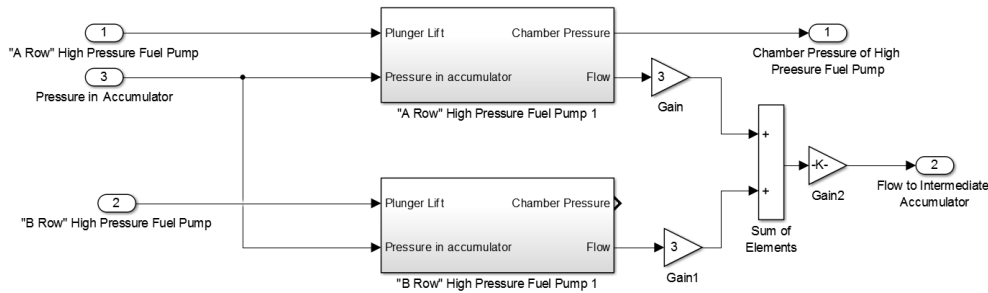 1
"A Row" High Pressure Fuel Pump
3
Pressure in Accumulator
Plunger Lift
Chamber Pressure
Pressure in accumulator
Flow
"A Row" High Pressure Fuel Pump 1
3
Gain
1
Chamber Pressure of High
Preesure Fuel Pump
+
+
Sum of
Elements
-K-
Gain2
2
Flow to Intermediate
Accumulator
2
"B Row" High Pressure Fuel Pump
Plunger Lift
Chamber Pressure
Pressure in accumulator
Flow
"B Row" High Pressure Fuel Pump 1
3
Gain1